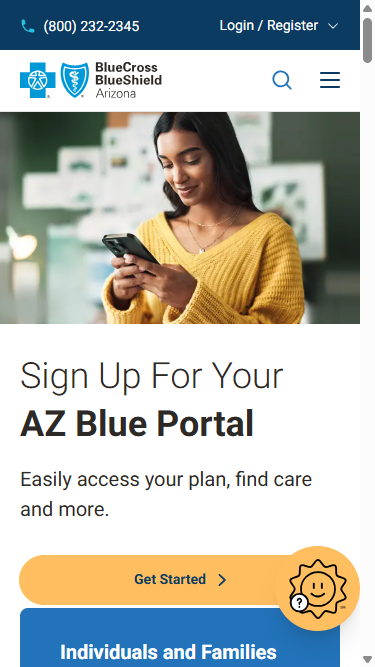 (800) 232-2345
Login / Register
BlueCross
BlueShield
Arizona
Sign Up For Your
AZ Blue Portal
Easily access your plan, find care
and more.
Get Started
?
Individuals and Families